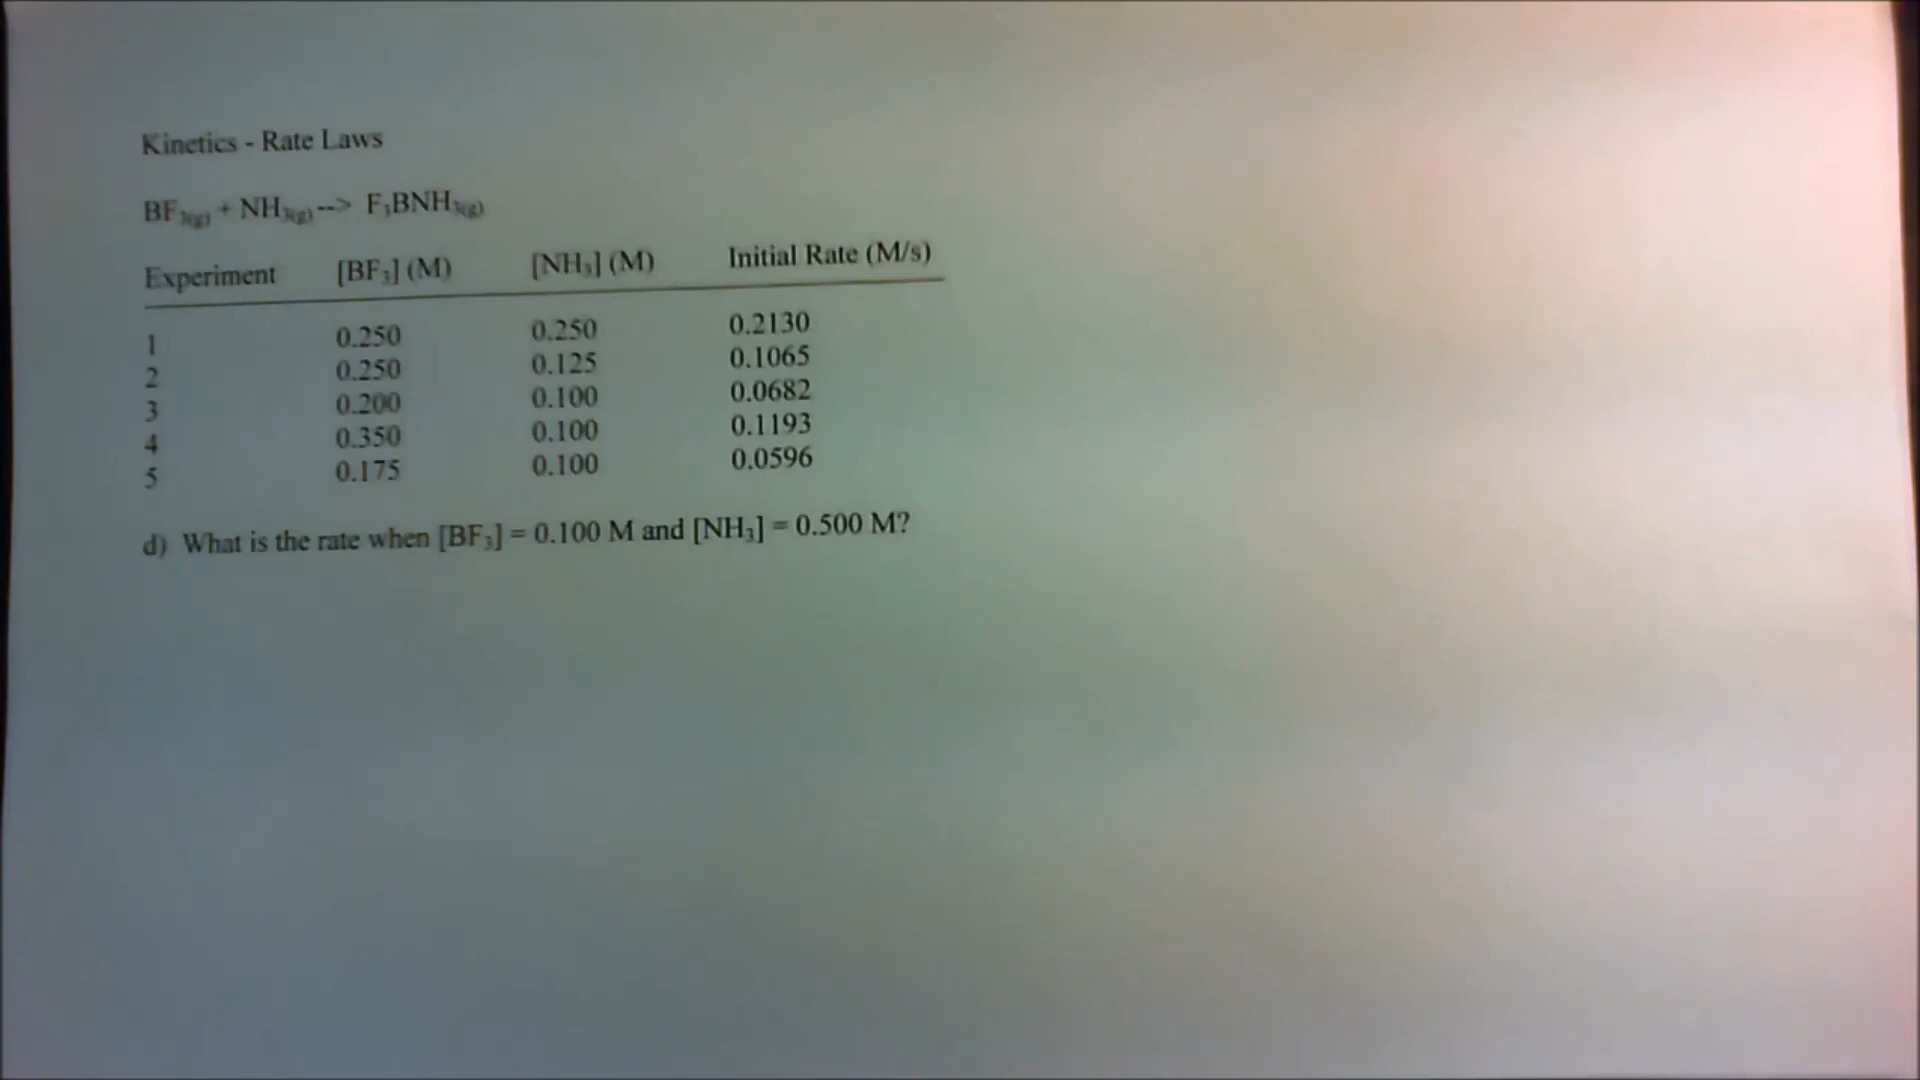 Kinetics - Rate Laws
BF3(g) + NH3(g) --> F3BNH3(g)
Experiment [BF3] (M) [NH3] (M) Initial Rate (M/s)
1 0.250 0.250 0.2130
2 0.250 0.125 0.1065
3 0.200 0.100 0.0682
4 0.350 0.100 0.1193
5 0.175 0.100 0.0596
d) What is the rate when [BF3] = 0.100 M and [NH3] = 0.500 M?